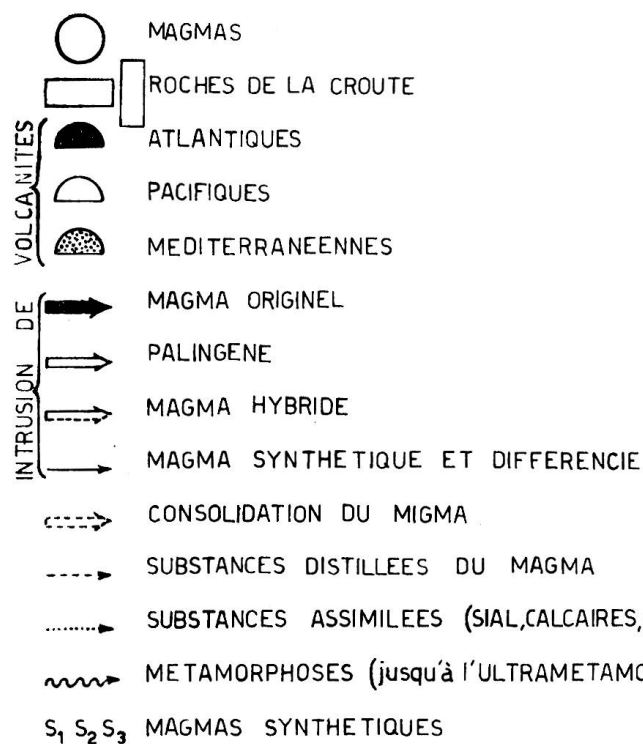 MAGMAS
ROCHES DE LA CROUTE
VOLCANITES
ATLANTIQUES
PACIFIQUES
MEDITERRANEENNES
INTRUSION DE
MAGMA ORIGINEL
PALINGENE
MAGMA HYBRIDE
MAGMA SYNTHETIQUE ET DIFFERENCIE
CONSOLIDATION DU MIGMA
SUBSTANCES DISTILLEES DU MAGMA
SUBSTANCES ASSIMILEES (SIAL,CALCAIRES,
METAMORPHOSES (jusqu'à l'ULTRAMETAMO
S₁ S₂ S₃ MAGMAS SYNTHETIQUES